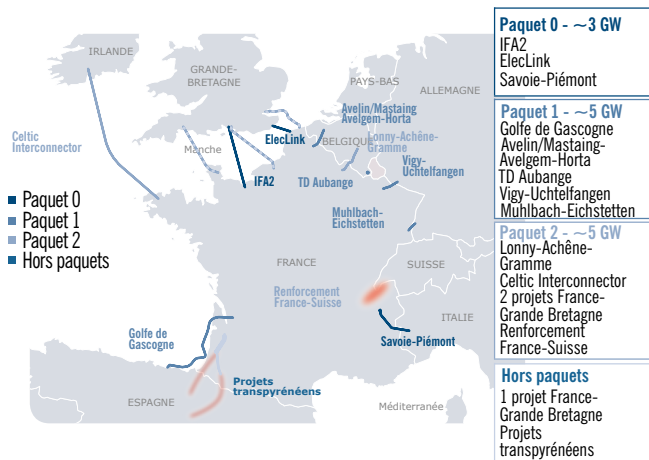 IRLANDE
GRANDE-
BRETAGNE
PAYS-BAS
ALLEMAGNE
Celtic
Interconnector
Manche
ElecLink
IFA2
Avelin/Mastaing
Avelgem-Horta
BELGIQUE
Lonny-Achêne-
Gramme
TD Aubange
Vigy-
Uchtelfangen
Muhlbach-
Eichstetten
Paquet 0
Paquet 1
Paquet 2
Hors paquets
FRANCE
SUISSE
Renforcement
France-Suisse
ITALIE
Savoie-Piémont
Golfe de
Gascogne
Projets
transpyrénéens
ESPAGNE
Méditerranée
Paquet 0 - ~3 GW
IFA2
ElecLink
Savoie-Piémont
Paquet 1 - ~5 GW
Golfe de Gascogne
Avelin/Mastaing-
Avelgem-Horta
TD Aubange
Vigy-Uchtelfangen
Muhlbach-Eichstetten
Paquet 2 - ~5 GW
Lonny-Achêne-
Gramme
Celtic Interconnector
2 projets France-
Grande Bretagne
Renforcement
France-Suisse
Hors paquets
1 projet France-
Grande Bretagne
Projets
transpyrénéens